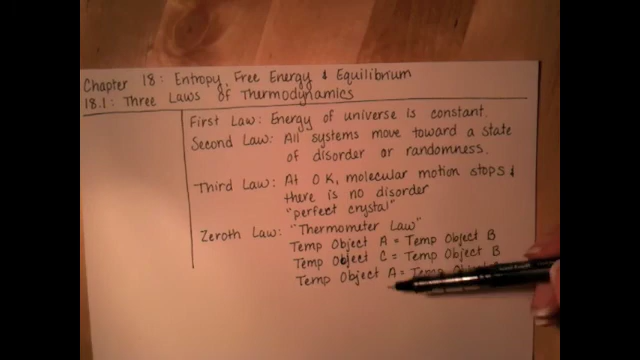 Chapter 18: Entropy, Free Energy & Equilibrium
18.1: Three Laws of Thermodynamics
First Law: Energy of universe is constant.
Second Law: All systems move toward a state
of disorder or randomness.
Third Law: At 0 K, molecular motion stops &
there is no disorder
"perfect crystal"
Zeroth Law: "Thermometer Law"
Temp Object A = Temp Object B
Temp Object C = Temp Object B
Temp Object A = Temp Object